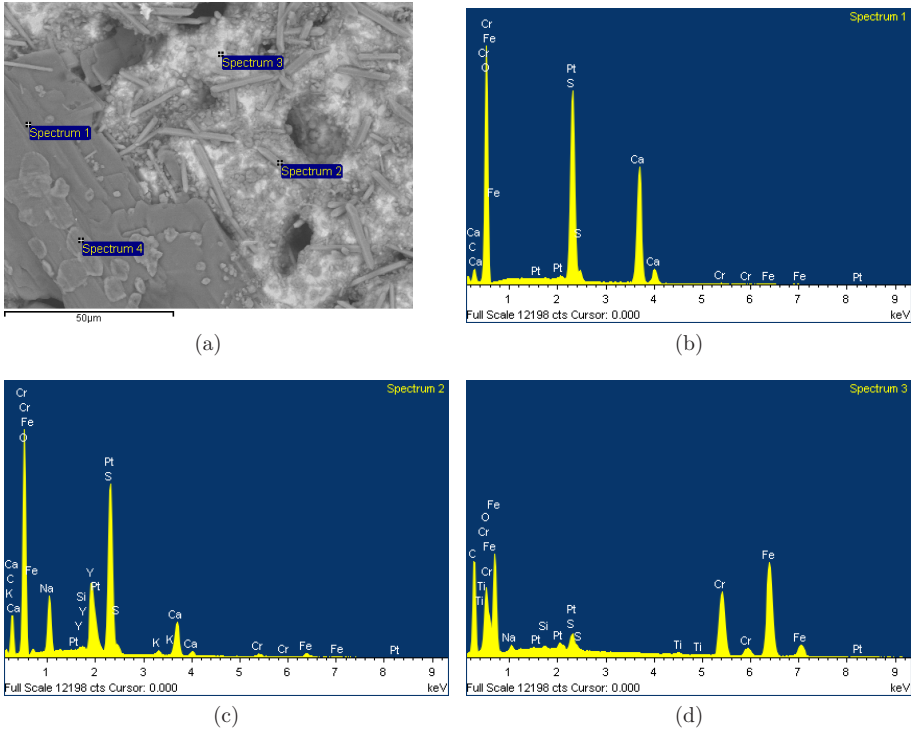 Spectrum 3
Spectrum 1
Spectrum 2
Spectrum 4
50µm
(a)
Spectrum 1
Cr
Fe
Cr
O
Pt
S
Ca
Fe
Ca
C
Ca
S
Pt Pt
Ca
Cr Fe Fe Fe Pt
1 2 3 4 5 6 7 8 9
Full Scale 12198 cts Cursor: 0.000 keV
(b)
Spectrum 2
Cr
Cr
Fe
O
Pt
S
Ca
C
K
Ca
Fe
Na
Y
Pt
Si
Y
Y
Pt
S
Ca
K K
Ca
Cr Cr Fe Fe Pt
1 2 3 4 5 6 7 8 9
Full Scale 12198 cts Cursor: 0.000 keV
(c)
Spectrum 3
Fe
O
Cr
Fe
C
Cr
Ti
Ti
Na
Si
Pt
Pt
Pt
S
S
Ti Ti
Cr
Cr
Fe
Fe
Pt
1 2 3 4 5 6 7 8 9
Full Scale 12198 cts Cursor: 0.000 keV
(d)